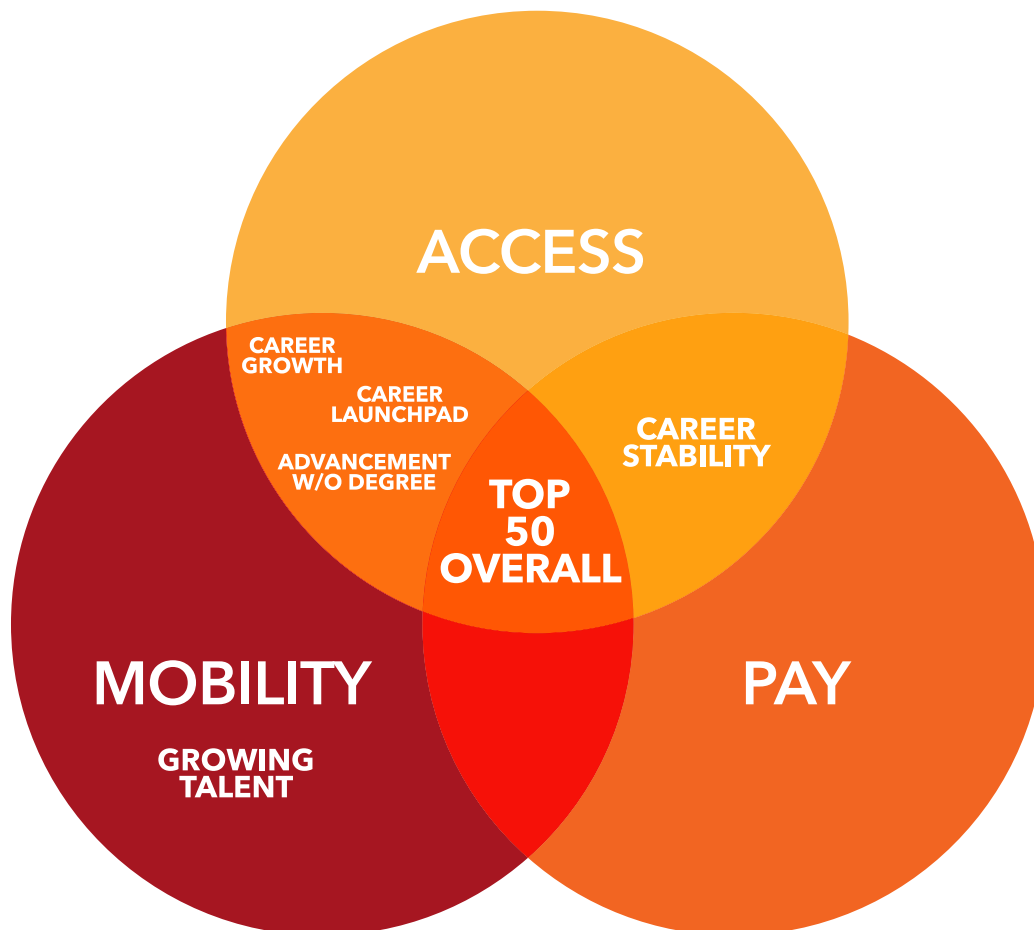 ACCESS
CAREER
GROWTH
CAREER
LAUNCHPAD
ADVANCEMENT
W/O DEGREE
CAREER
STABILITY
TOP
50
OVERALL
MOBILITY
GROWING
TALENT
PAY